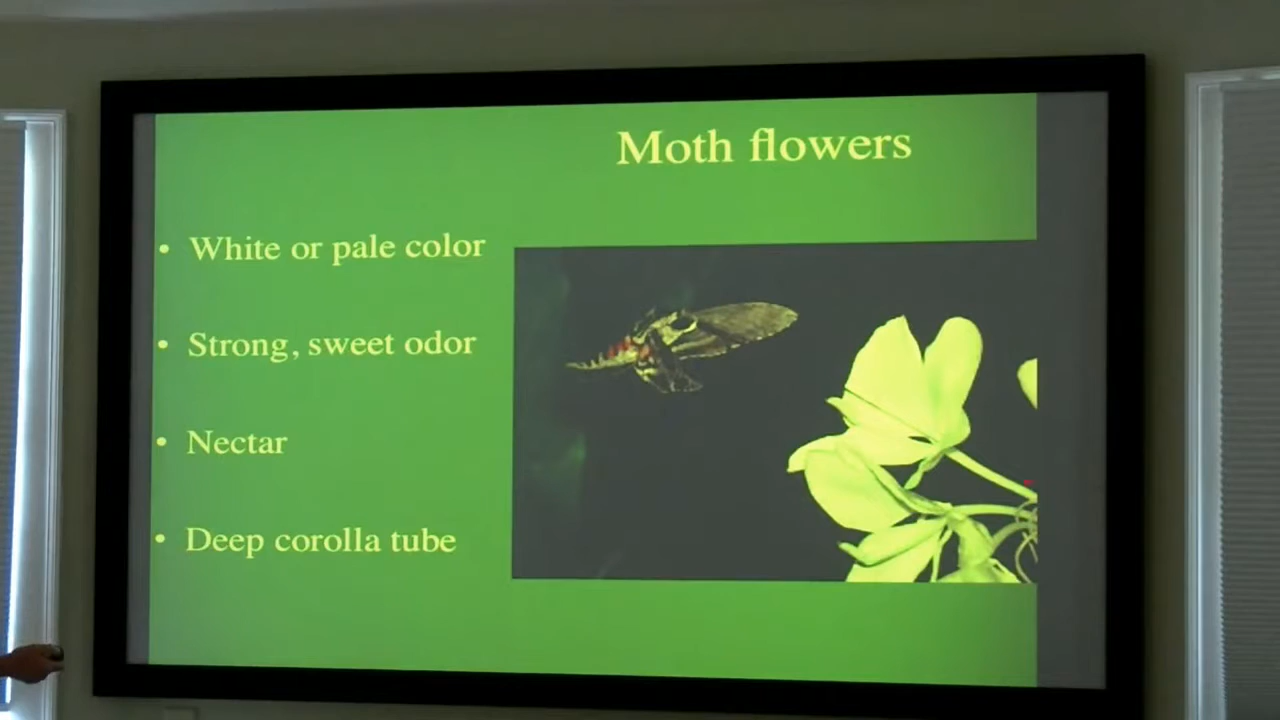 Moth flowers
• White or pale color
• Strong, sweet odor
• Nectar
• Deep corolla tube